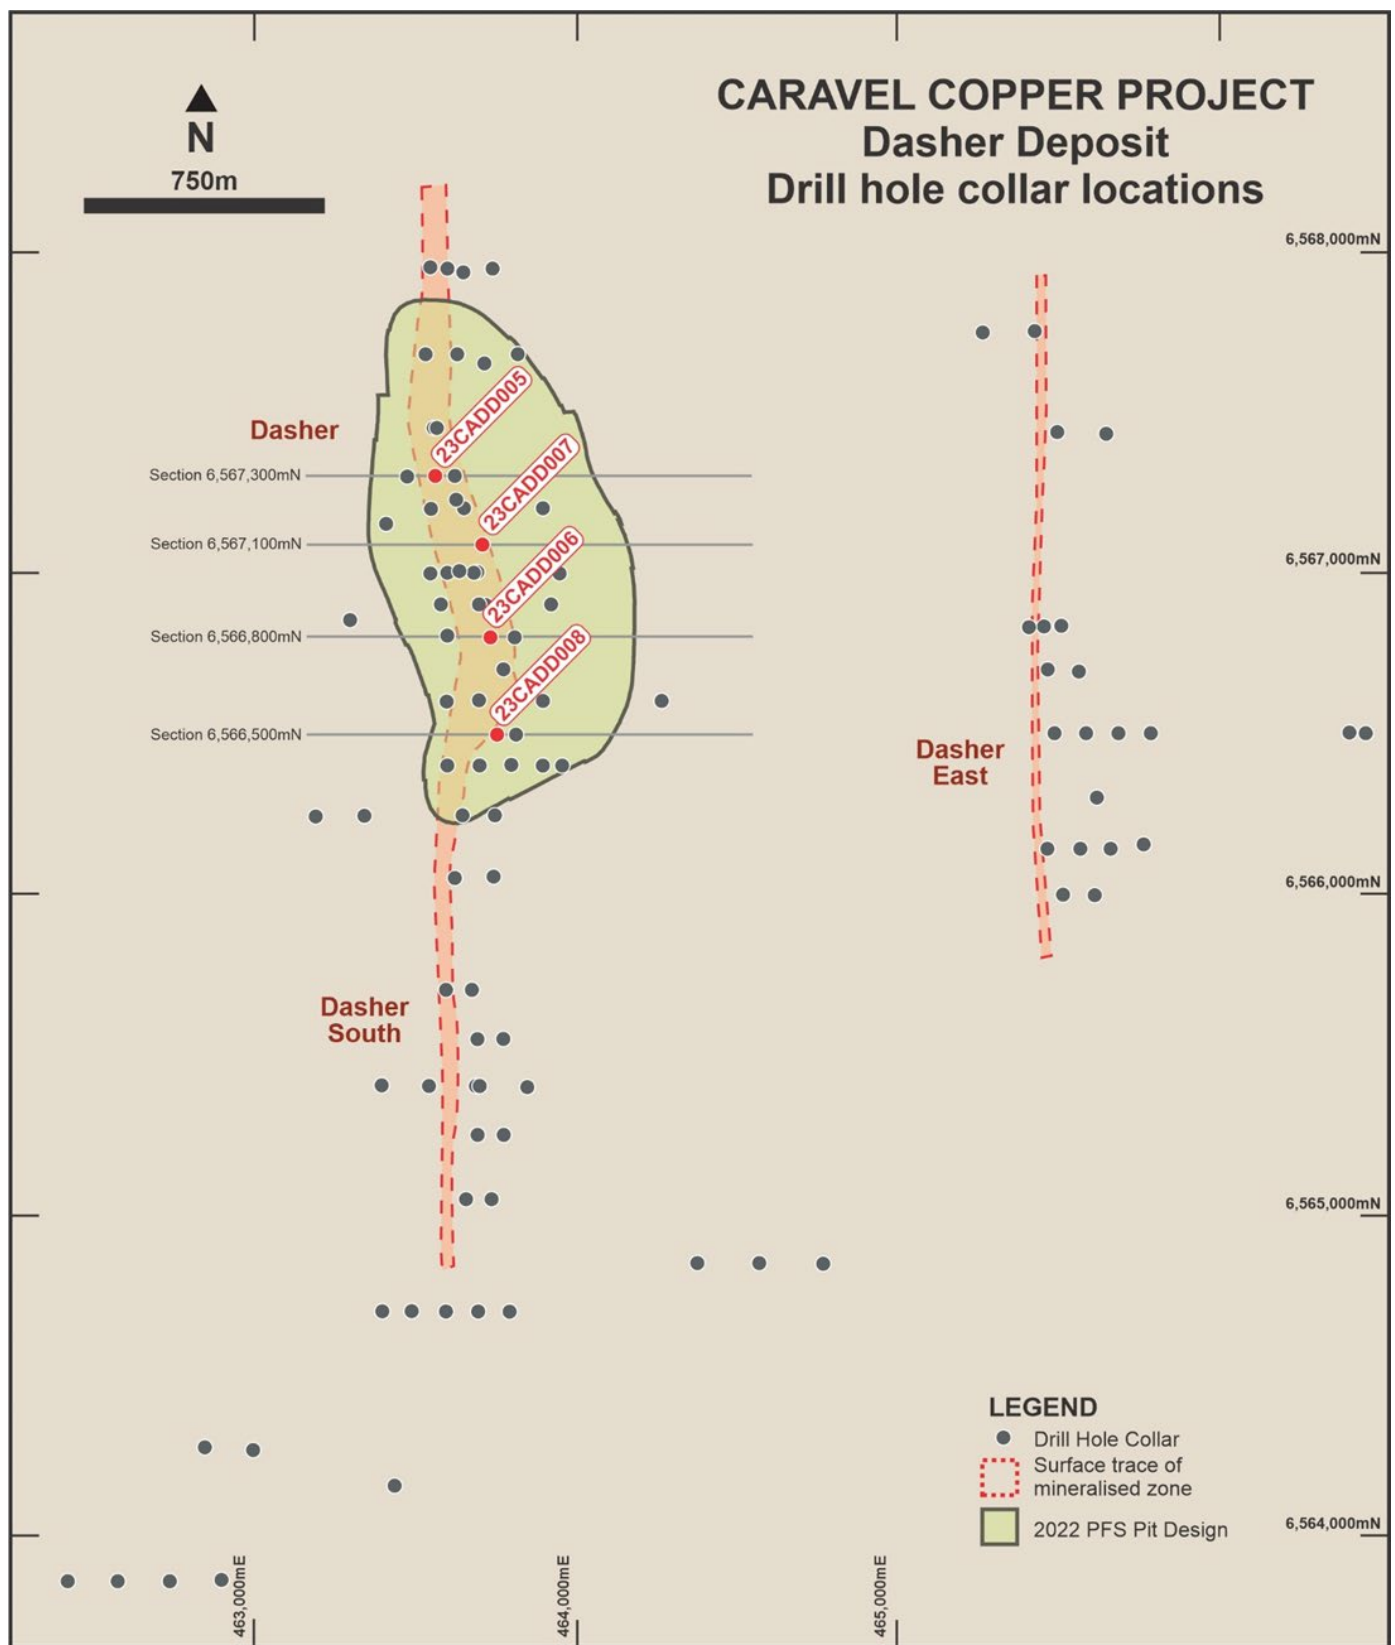 CARAVEL COPPER PROJECT
Dasher Deposit
Drill hole collar locations
N
750m
6,568,000mN
23CADD005
Dasher
23CADD007
Section 6,567,300mN
23CADD006
Section 6,567,100mN
6,567,000mN
Section 6,566,800mN
23CADD008
Section 6,566,500mN
Dasher
East
6,566,000mN
Dasher
South
6,565,000mN
LEGEND
Drill Hole Collar
Surface trace of
mineralised zone
2022 PFS Pit Design
6,564,000mN
463,000mE
464,000mE
465,000mE